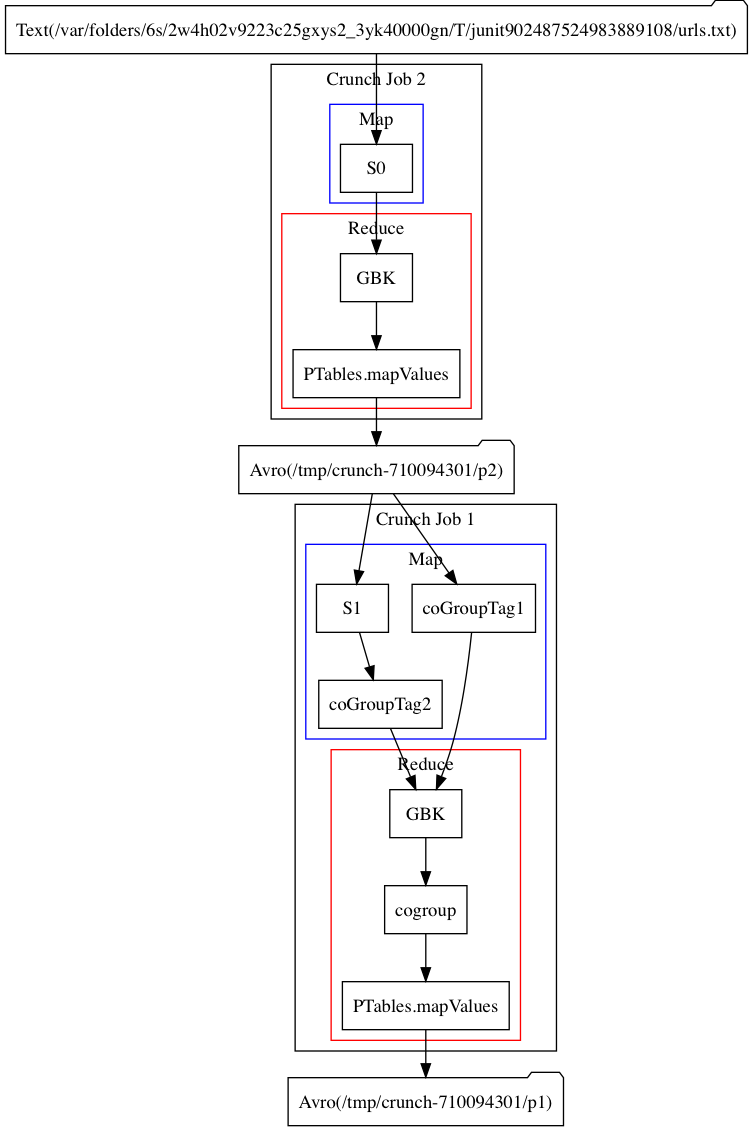 Text(/var/folders/6s/2w4h02v9223c25gxys2_3yk40000gn/T/junit902487524983889108/urls.txt)
Crunch Job 2
Map
S0
Reduce
GBK
PTables.mapValues
Avro(/tmp/crunch-710094301/p2)
Crunch Job 1
Map
S1
coGroupTag1
coGroupTag2
Reduce
GBK
cogroup
PTables.mapValues
Avro(/tmp/crunch-710094301/p1)